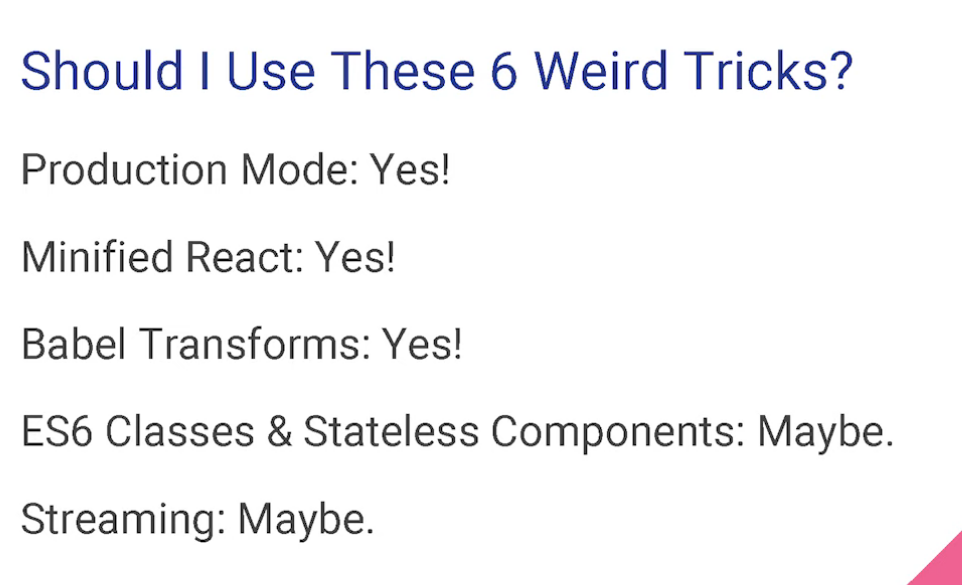 Should I Use These 6 Weird Tricks?
Production Mode: Yes!
Minified React: Yes!
Babel Transforms: Yes!
ES6 Classes & Stateless Components: Maybe.
Streaming: Maybe.